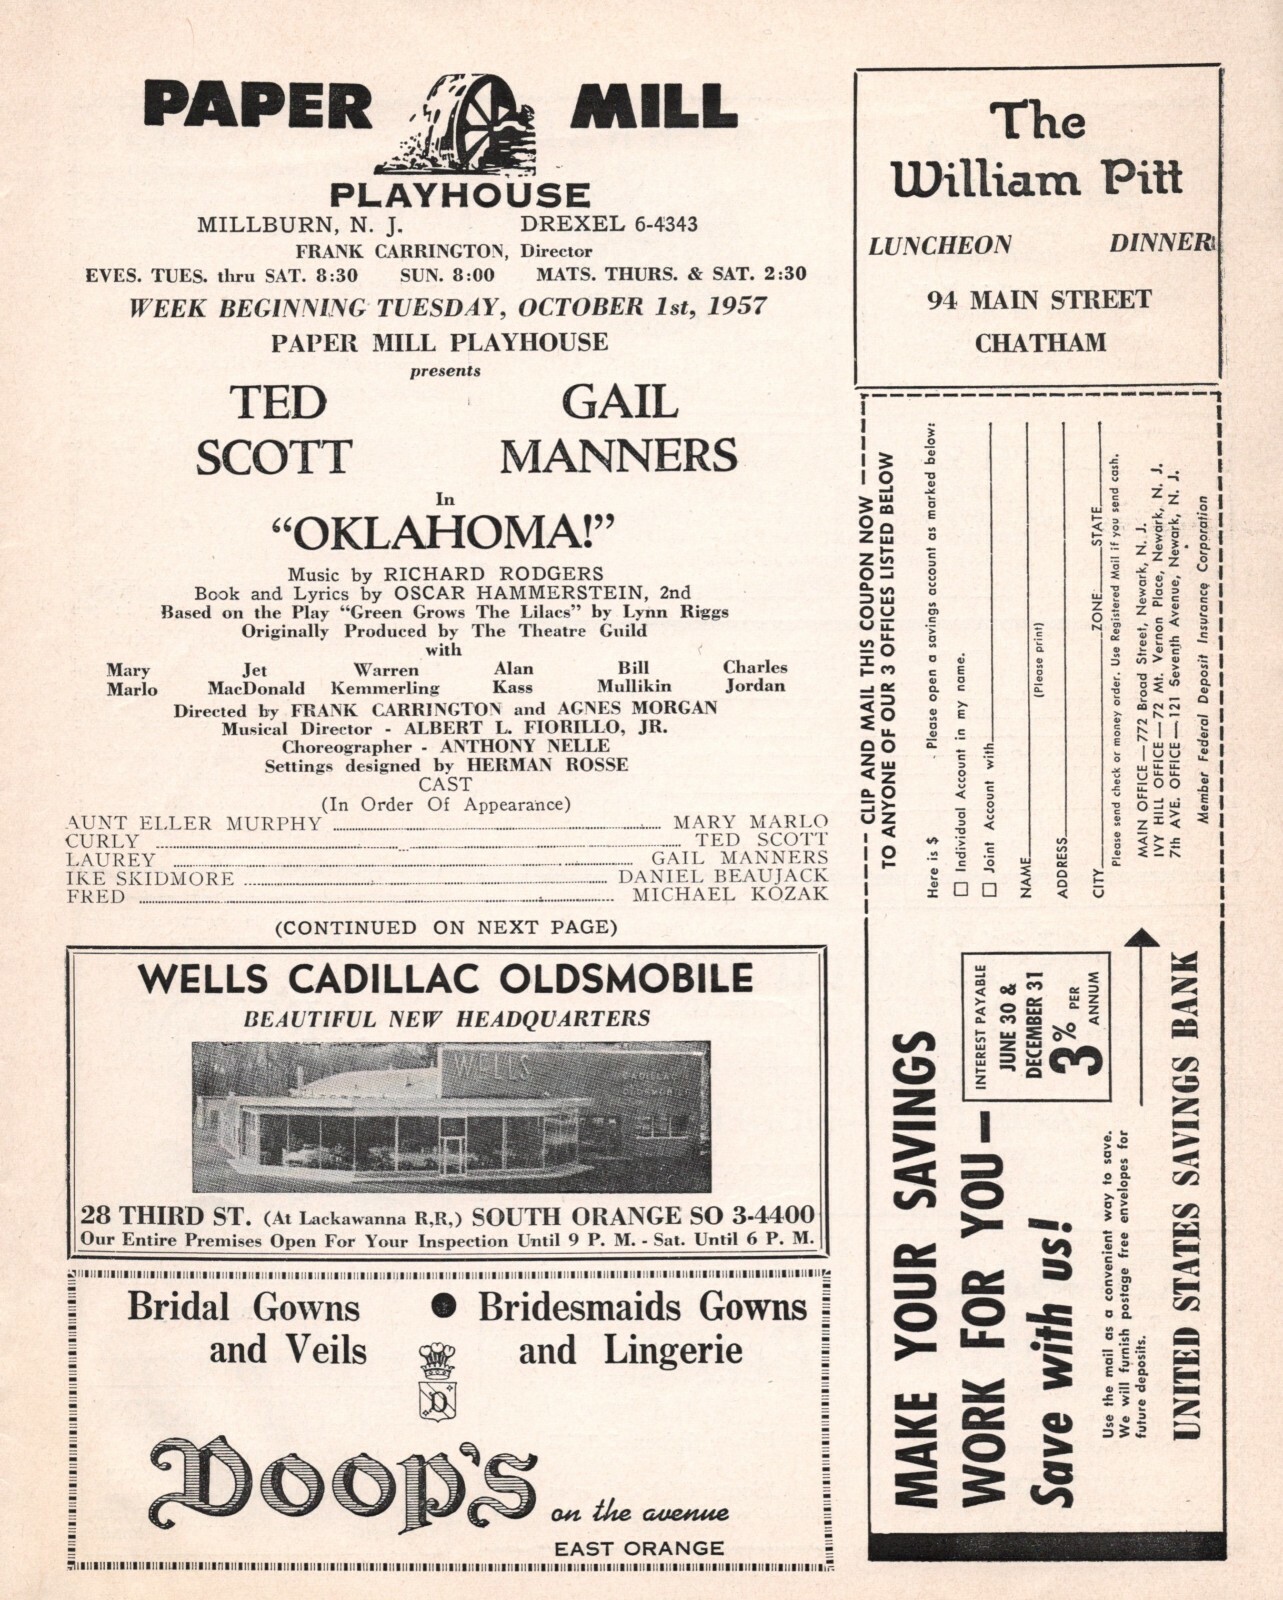 PAPER MILL
PLAYHOUSE
MILLBURN, N. J. DREXEL 6-4343
FRANK CARRINGTON, Director
EVES. TUES. thru SAT. 8:30 SUN. 8:00 MATS. THURS. & SAT. 2:30
WEEK BEGINNING TUESDAY, OCTOBER 1st, 1957
PAPER MILL PLAYHOUSE
presents
TED GAIL
SCOTT MANNERS
In
"OKLAHOMA!"
Music by RICHARD RODGERS
Book and Lyrics by OSCAR HAMMERSTEIN, 2nd
Based on the Play "Green Grows The Lilacs" by Lynn Riggs
Originally Produced by The Theatre Guild
with
Mary Jet Warren Alan Bill Charles
Marlo MacDonald Kemmerling Kass Mullikin Jordan
Directed by FRANK CARRINGTON and AGNES MORGAN
Musical Director - ALBERT L. FIORILLO, JR.
Choreographer - ANTHONY NELLE
Settings designed by HERMAN ROSSE
CAST
(In Order Of Appearance)
AUNT ELLER MURPHY MARY MARLO
CURLY TED SCOTT
LAUREY GAIL MANNERS
IKE SKIDMORE DANIEL BEAUJACK
FRED MICHAEL KOZAK
(CONTINUED ON NEXT PAGE)
WELLS CADILLAC OLDSMOBILE
BEAUTIFUL NEW HEADQUARTERS
WELLS
28 THIRD ST. (At Lackawanna R,R,) SOUTH ORANGE SO 3-4400
Our Entire Premises Open For Your Inspection Until 9 P. M. - Sat. Until 6 P. M.
Bridal Gowns ● Bridesmaids Gowns
and Veils and Lingerie
D
Doop's on the avenue
EAST ORANGE
The
William Pitt
LUNCHEON DINNER
94 MAIN STREET
CHATHAM
CLIP AND MAIL THIS COUPON NOW
TO ANYONE OF OUR 3 OFFICES LISTED BELOW
Here is $ . Please open a savings account as marked below:
☐ Individual Account in my name.
☐ Joint Account with
NAME
(Please print)
ADDRESS
CITY ZONE STATE
Please send check or money order. Use Registered Mail if you send cash.
MAIN OFFICE—772 Broad Street, Newark, N. J.
IVY HILL OFFICE—72 Mt. Vernon Place, Newark, N. J.
7th AVE. OFFICE—121 Seventh Avenue, Newark, N. J.
Member Federal Deposit Insurance Corporation
MAKE YOUR SAVINGS
WORK FOR YOU—
Save with us!
INTEREST PAYABLE
JUNE 30 &
DECEMBER 31
3% PER
ANNUM
Use the mail as a convenient way to save.
We will furnish postage free envelopes for
future deposits.
UNITED STATES SAVINGS BANK